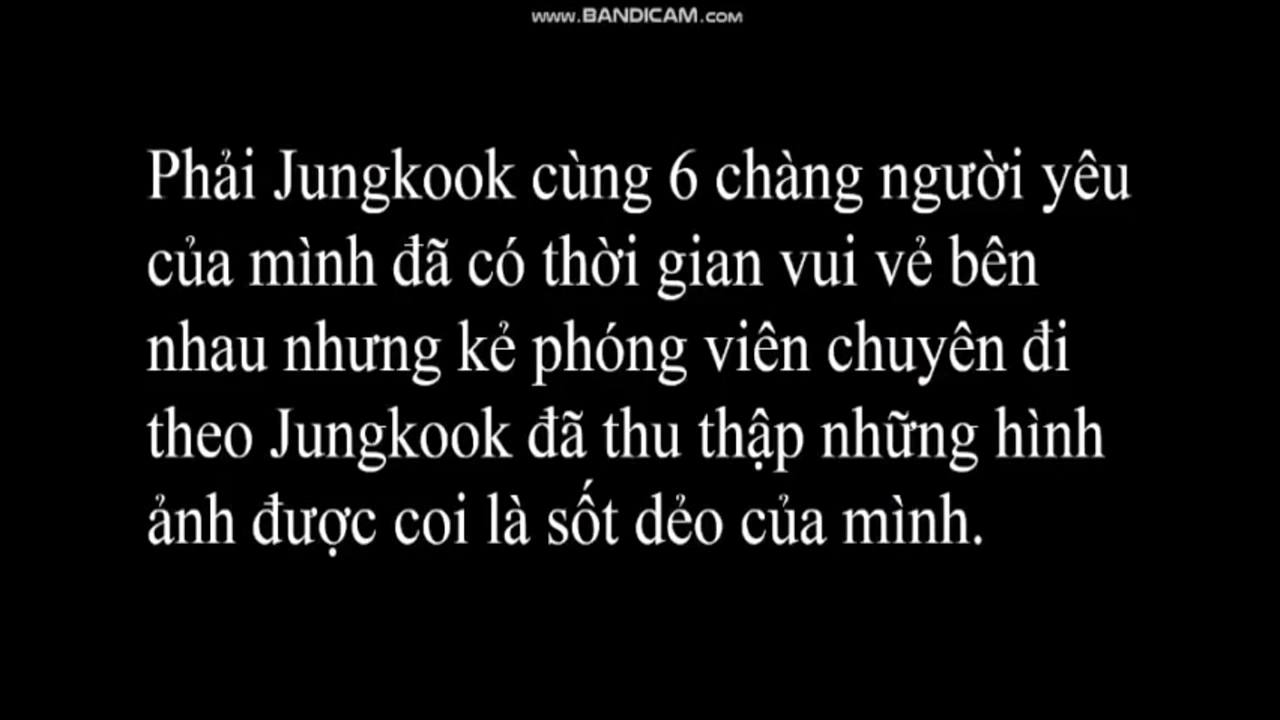 www.BANDICAM.com
Phải Jungkook cùng 6 chàng người yêu
của mình đã có thời gian vui vẻ bên
nhau nhưng kẻ phóng viên chuyên đi
theo Jungkook đã thu thập những hình
ảnh được coi là sốt dẻo của mình.